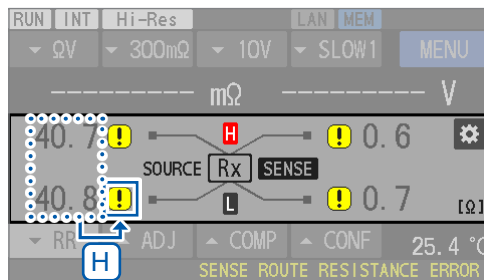 RUN INT Hi-Res LAN MEM
ΩV 300mΩ 10V SLOW1 MENU
---------- mΩ ---------- V
40.7 ! H ! 0.6
SOURCE Rx SENSE
40.8 ! L ! 0.7 [Ω]
RR ADJ COMP CONF 25.4 °C
H
SENSE ROUTE RESISTANCE ERROR